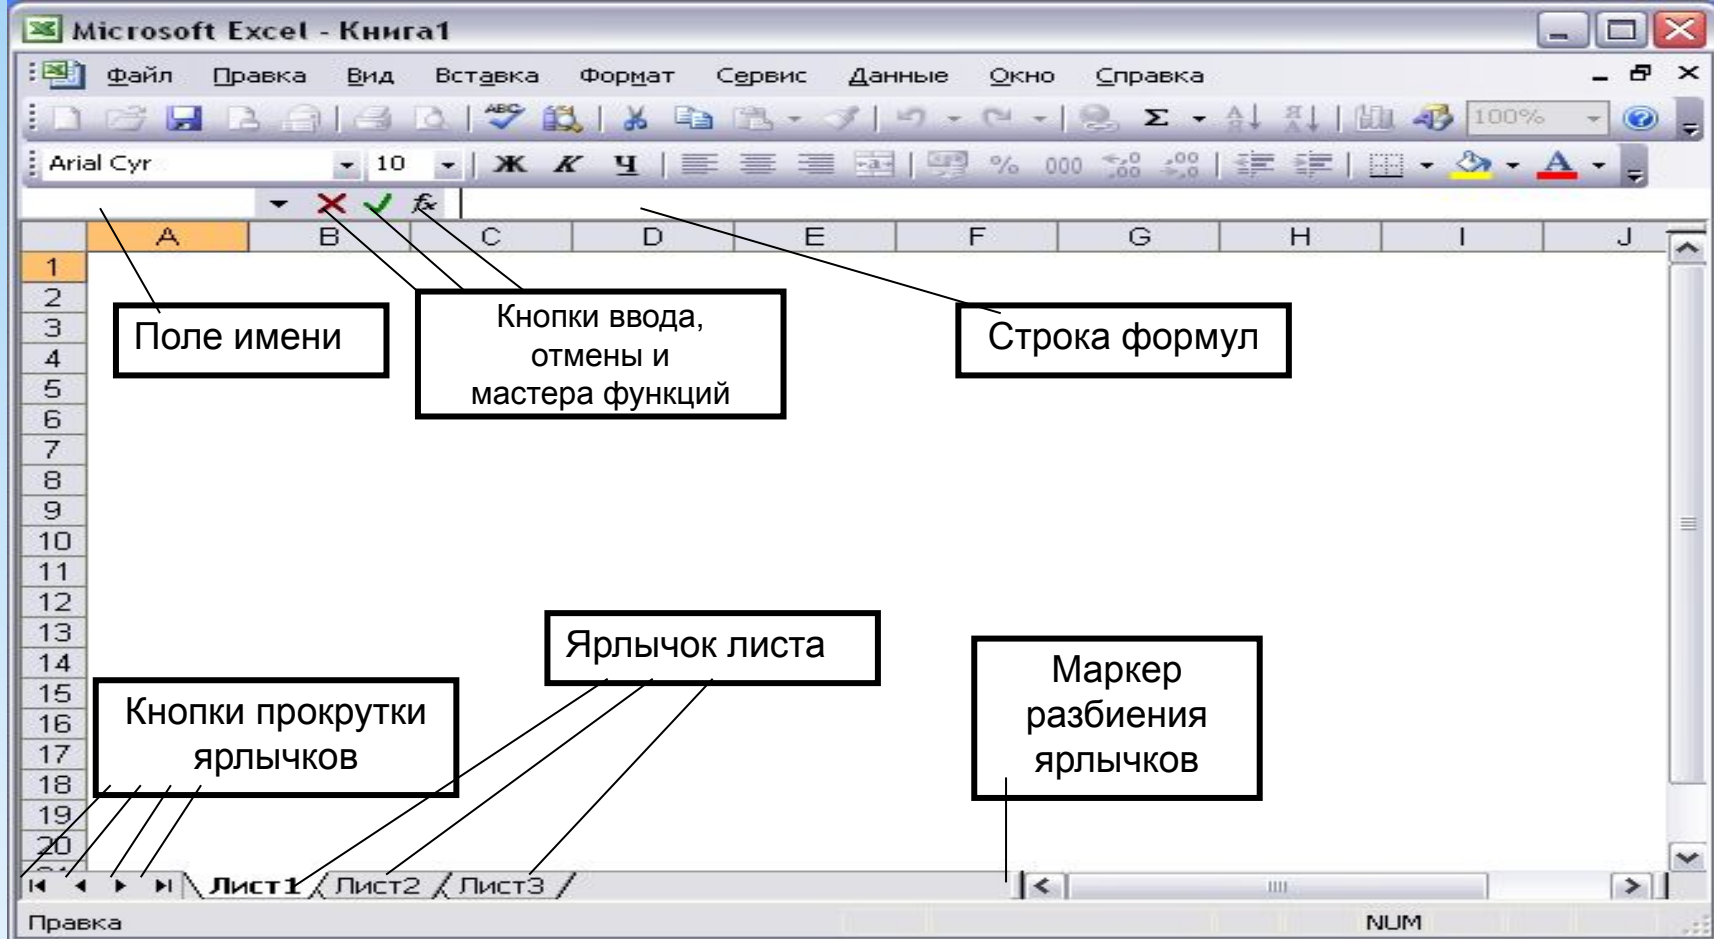 Microsoft Excel - Книга1
Файл Правка Вид Вставка Формат Сервис Данные Окно Справка
ABC Σ 100%
Arial Cyr 10 Ж К Ч % 000
fx
A B C D E F G H I J
1
2
3
4
5
6
7
8
9
10
11
12
13
14
15
16
17
18
19
20
Поле имени
Кнопки ввода,
отмены и
мастера функций
Строка формул
Ярлычок листа
Кнопки прокрутки
ярлычков
Маркер
разбиения
ярлычков
Лист1 Лист2 Лист3
Правка NUM